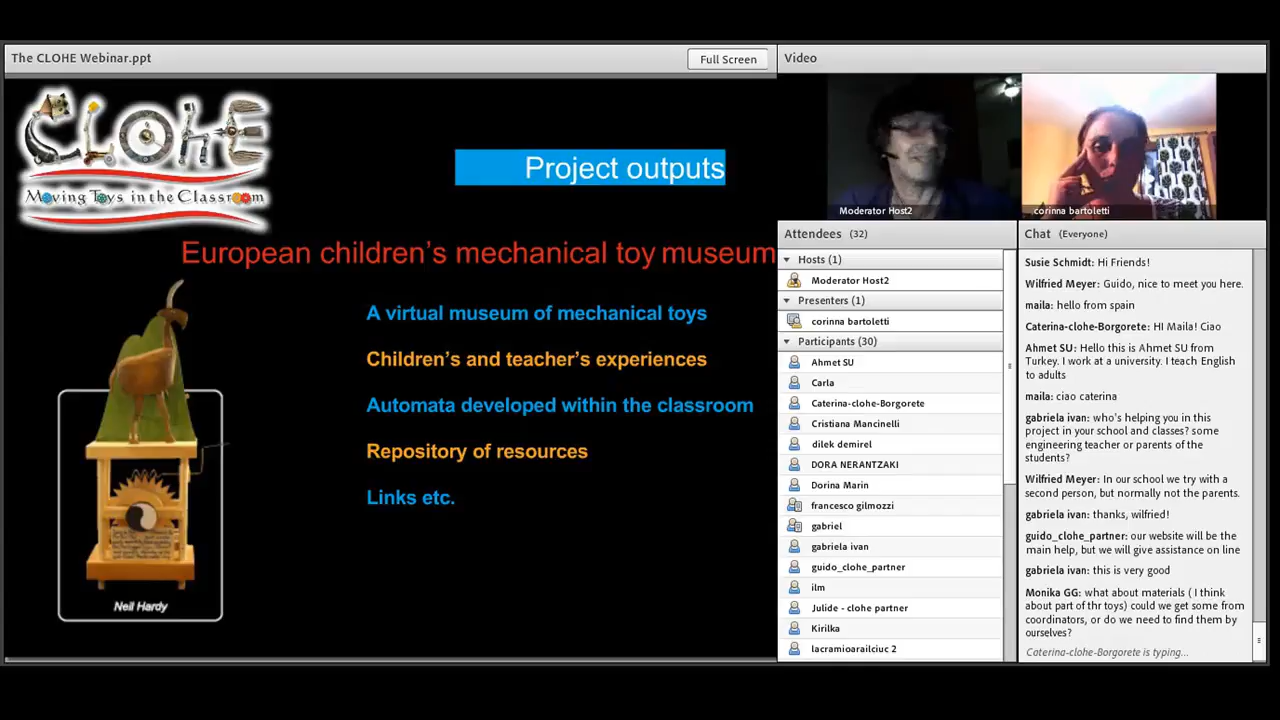 The CLOHE Webinar.ppt
Full Screen
CLOHE
Moving Toys in the Classroom
Project outputs
European children's mechanical toy museum
A virtual museum of mechanical toys
Children's and teacher's experiences
Automata developed within the classroom
Repository of resources
Links etc.
Neil Hardy
Video
Moderator Host2
corinna bartoletti
Attendees (32)
Hosts (1)
Moderator Host2
Presenters (1)
corinna bartoletti
Participants (30)
Ahmet SU
Carla
Caterina-clohe-Borgorete
Cristiana Mancinelli
dilek demirel
DORA NERANTZAKI
Dorina Marin
francesco gilmozzi
gabriel
gabriela ivan
guido_clohe_partner
ilm
Julide - clohe partner
Kirilka
lacramioarailciuc 2
Chat (Everyone)
Susie Schmidt: Hi Friends!
Wilfried Meyer: Guido, nice to meet you here.
maila: hello from spain
Caterina-clohe-Borgorete: HI Maila! Ciao
Ahmet SU: Hello this is Ahmet SU from
Turkey. I work at a university. I teach English
to adults
maila: ciao caterina
gabriela ivan: who's helping you in this
project in your school and classes? some
engineering teacher or parents of the
students?
Wilfried Meyer: In our school we try with a
second person, but normally not the parents.
gabriela ivan: thanks, wilfried!
guido_clohe_partner: our website will be the
main help, but we will give assistance on line
gabriela ivan: this is very good
Monika GG: what about materials ( I think
about part of thr toys) could we get some from
coordinators, or do we need to find them by
ourselves?
Caterina-clohe-Borgorete is typing...